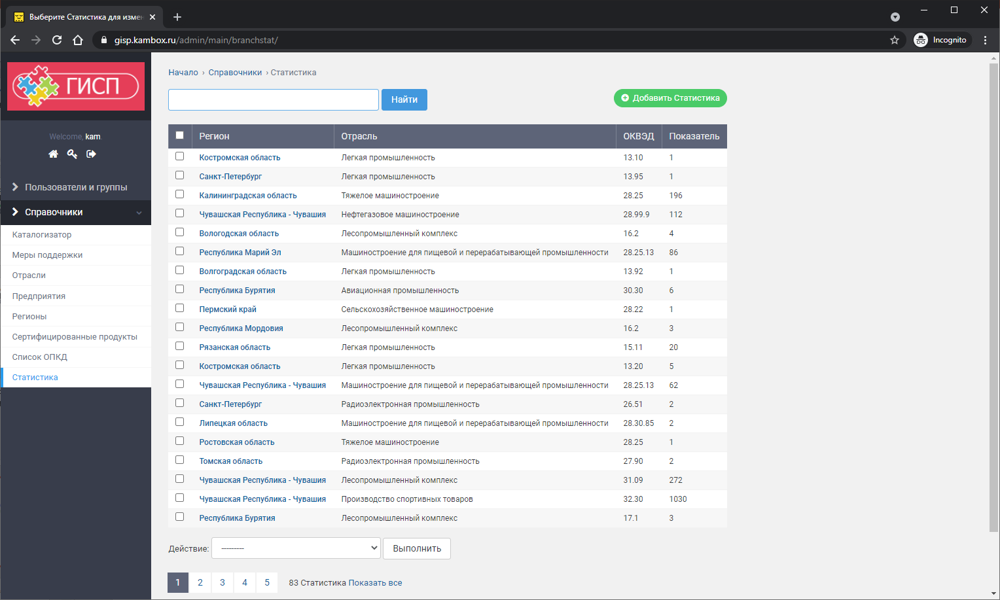 Выберите Статистика для измен
gisp.kambox.ru/admin/main/branchstat/
Incognito
ГИСП
Welcome, kam.
Пользователи и группы
Справочники
Каталогизатор
Меры поддержки
Отрасли
Предприятия
Регионы
Сертифицированные продукты
Список ОПКД
Статистика
Начало › Справочники › Статистика
Найти
Добавить Статистика
Регион Отрасль ОКВЭД Показатель
Костромская область Легкая промышленность 13.10 1
Санкт-Петербург Легкая промышленность 13.95 1
Калининградская область Тяжелое машиностроение 28.25 196
Чувашская Республика - Чувашия Нефтегазовое машиностроение 28.99.9 112
Вологодская область Лесопромышленный комплекс 16.2 4
Республика Марий Эл Машиностроение для пищевой и перерабатывающей промышленности 28.25.13 86
Волгоградская область Легкая промышленность 13.92 1
Республика Бурятия Авиационная промышленность 30.30 6
Пермский край Сельскохозяйственное машиностроение 28.22 1
Республика Мордовия Лесопромышленный комплекс 16.2 3
Рязанская область Легкая промышленность 15.11 20
Костромская область Легкая промышленность 13.20 5
Чувашская Республика - Чувашия Машиностроение для пищевой и перерабатывающей промышленности 28.25.13 62
Санкт-Петербург Радиоэлектронная промышленность 26.51 2
Липецкая область Машиностроение для пищевой и перерабатывающей промышленности 28.30.85 2
Ростовская область Тяжелое машиностроение 28.25 1
Томская область Радиоэлектронная промышленность 27.90 2
Чувашская Республика - Чувашия Лесопромышленный комплекс 31.09 272
Чувашская Республика - Чувашия Производство спортивных товаров 32.30 1030
Республика Бурятия Лесопромышленный комплекс 17.1 3
Действие: --------- Выполнить
1 2 3 4 5 83 Статистика Показать все